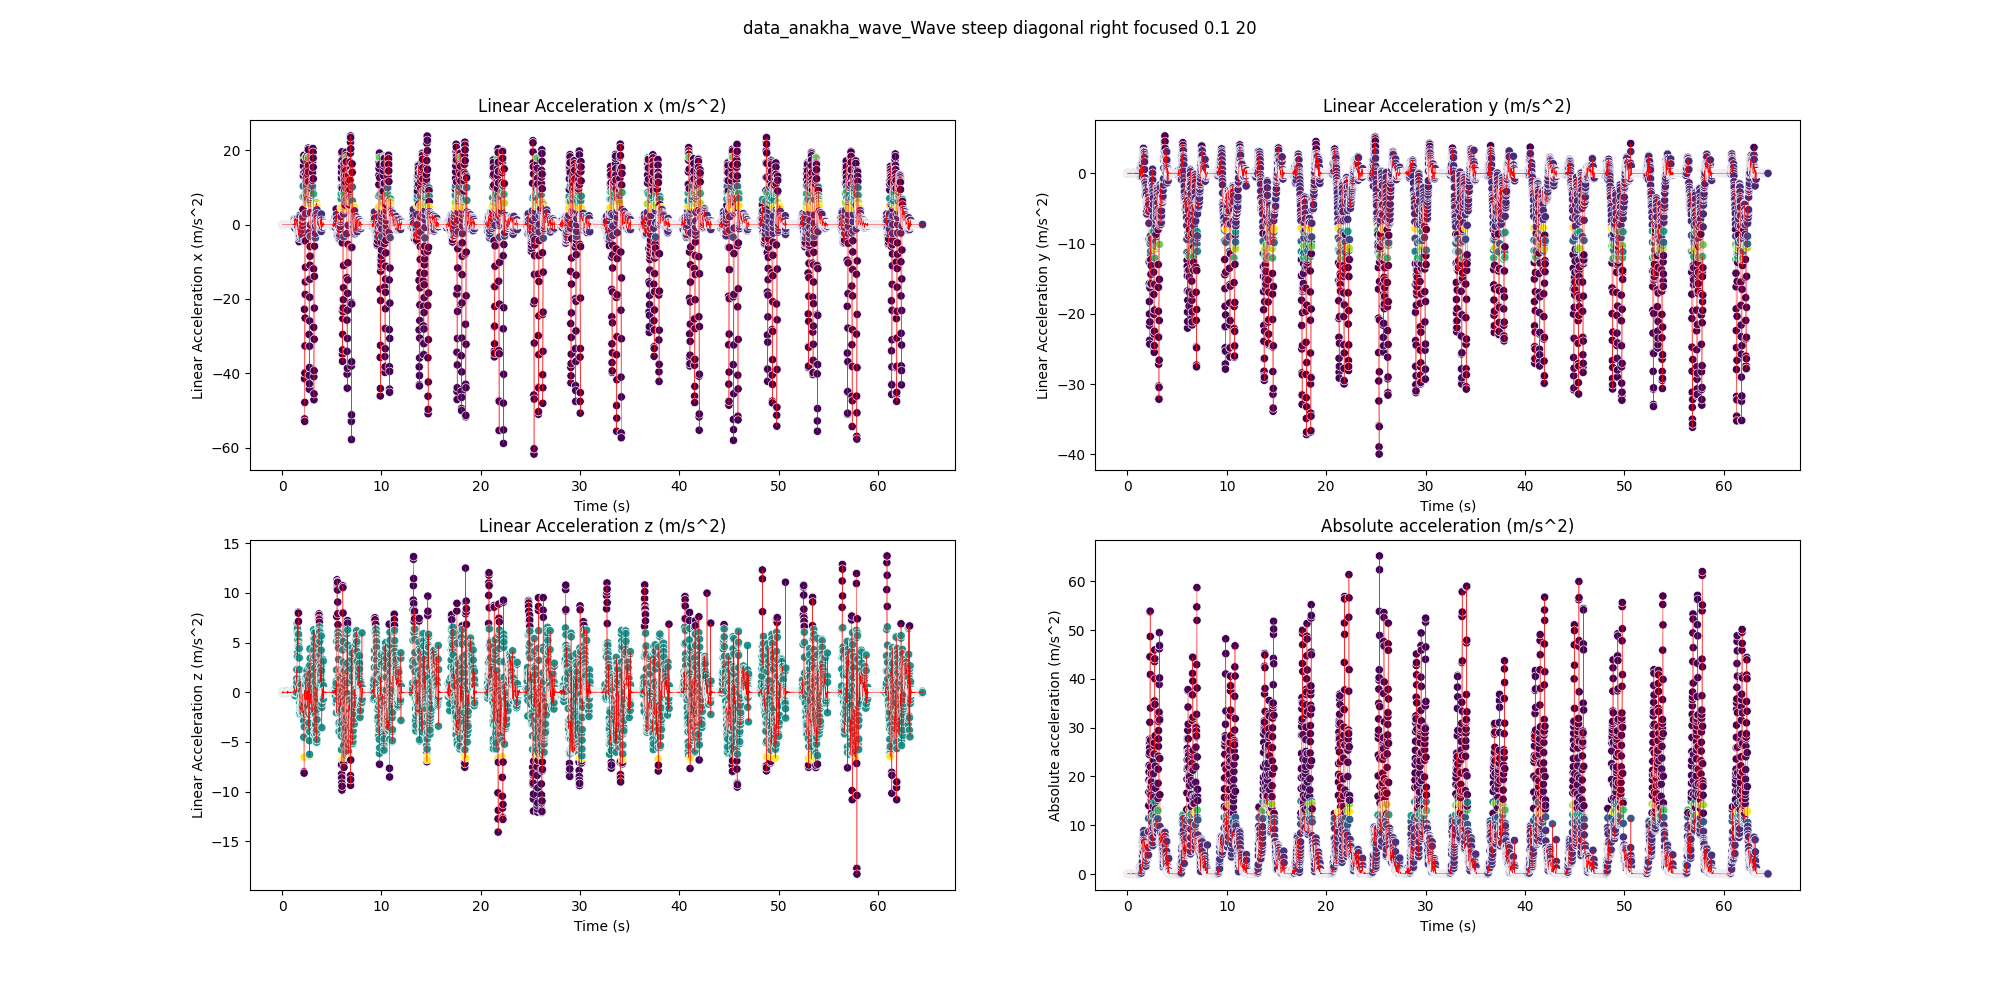 data_anakha_wave_Wave steep diagonal right focused 0.1 20
Linear Acceleration x (m/s^2)
Linear Acceleration x (m/s^2)
20
0
−20
−40
−60
0 10 20 30 40 50 60
Time (s)
Linear Acceleration y (m/s^2)
Linear Acceleration y (m/s^2)
0
−10
−20
−30
−40
0 10 20 30 40 50 60
Time (s)
Linear Acceleration z (m/s^2)
Linear Acceleration z (m/s^2)
15
10
5
0
−5
−10
−15
0 10 20 30 40 50 60
Time (s)
Absolute acceleration (m/s^2)
Absolute acceleration (m/s^2)
60
50
40
30
20
10
0
0 10 20 30 40 50 60
Time (s)